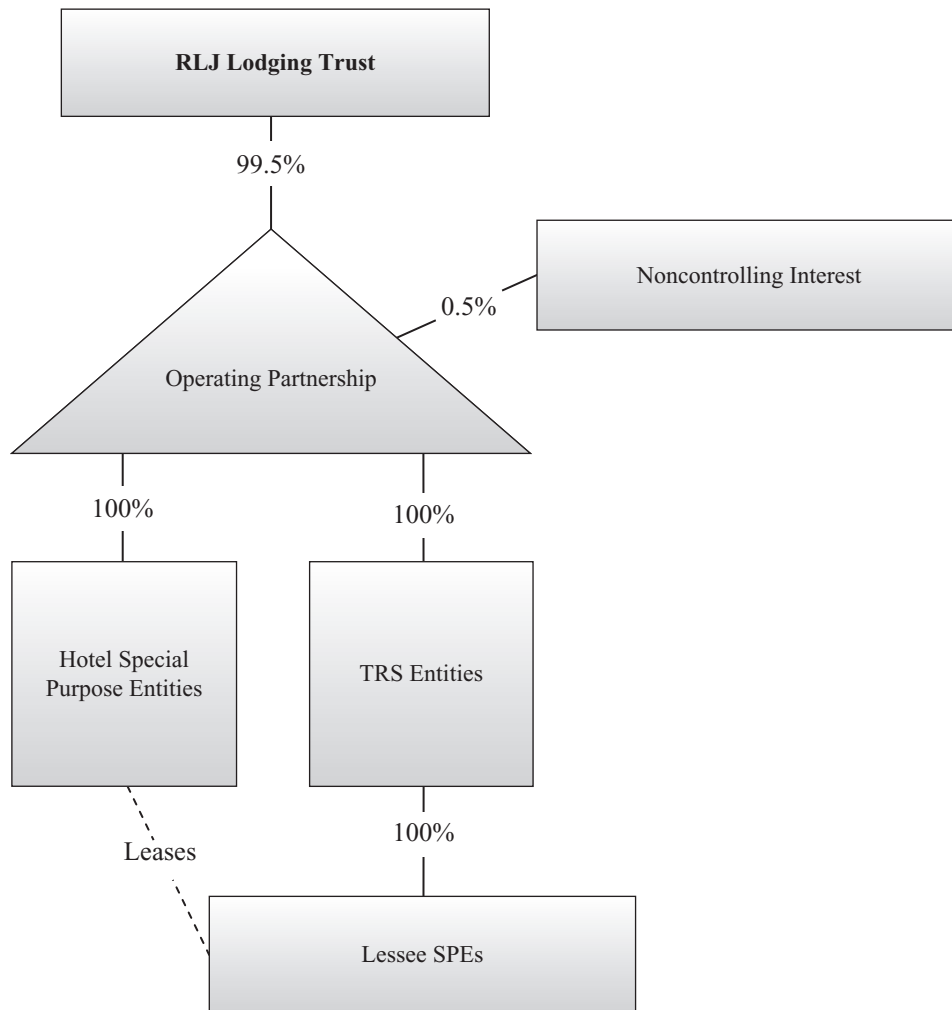 RLJ Lodging Trust
99.5%
Noncontrolling Interest
0.5%
Operating Partnership
100%
100%
Hotel Special
Purpose Entities
TRS Entities
100%
Leases
Lessee SPEs